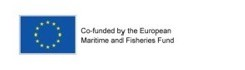 Co-funded by the European
Maritime and Fisheries Fund